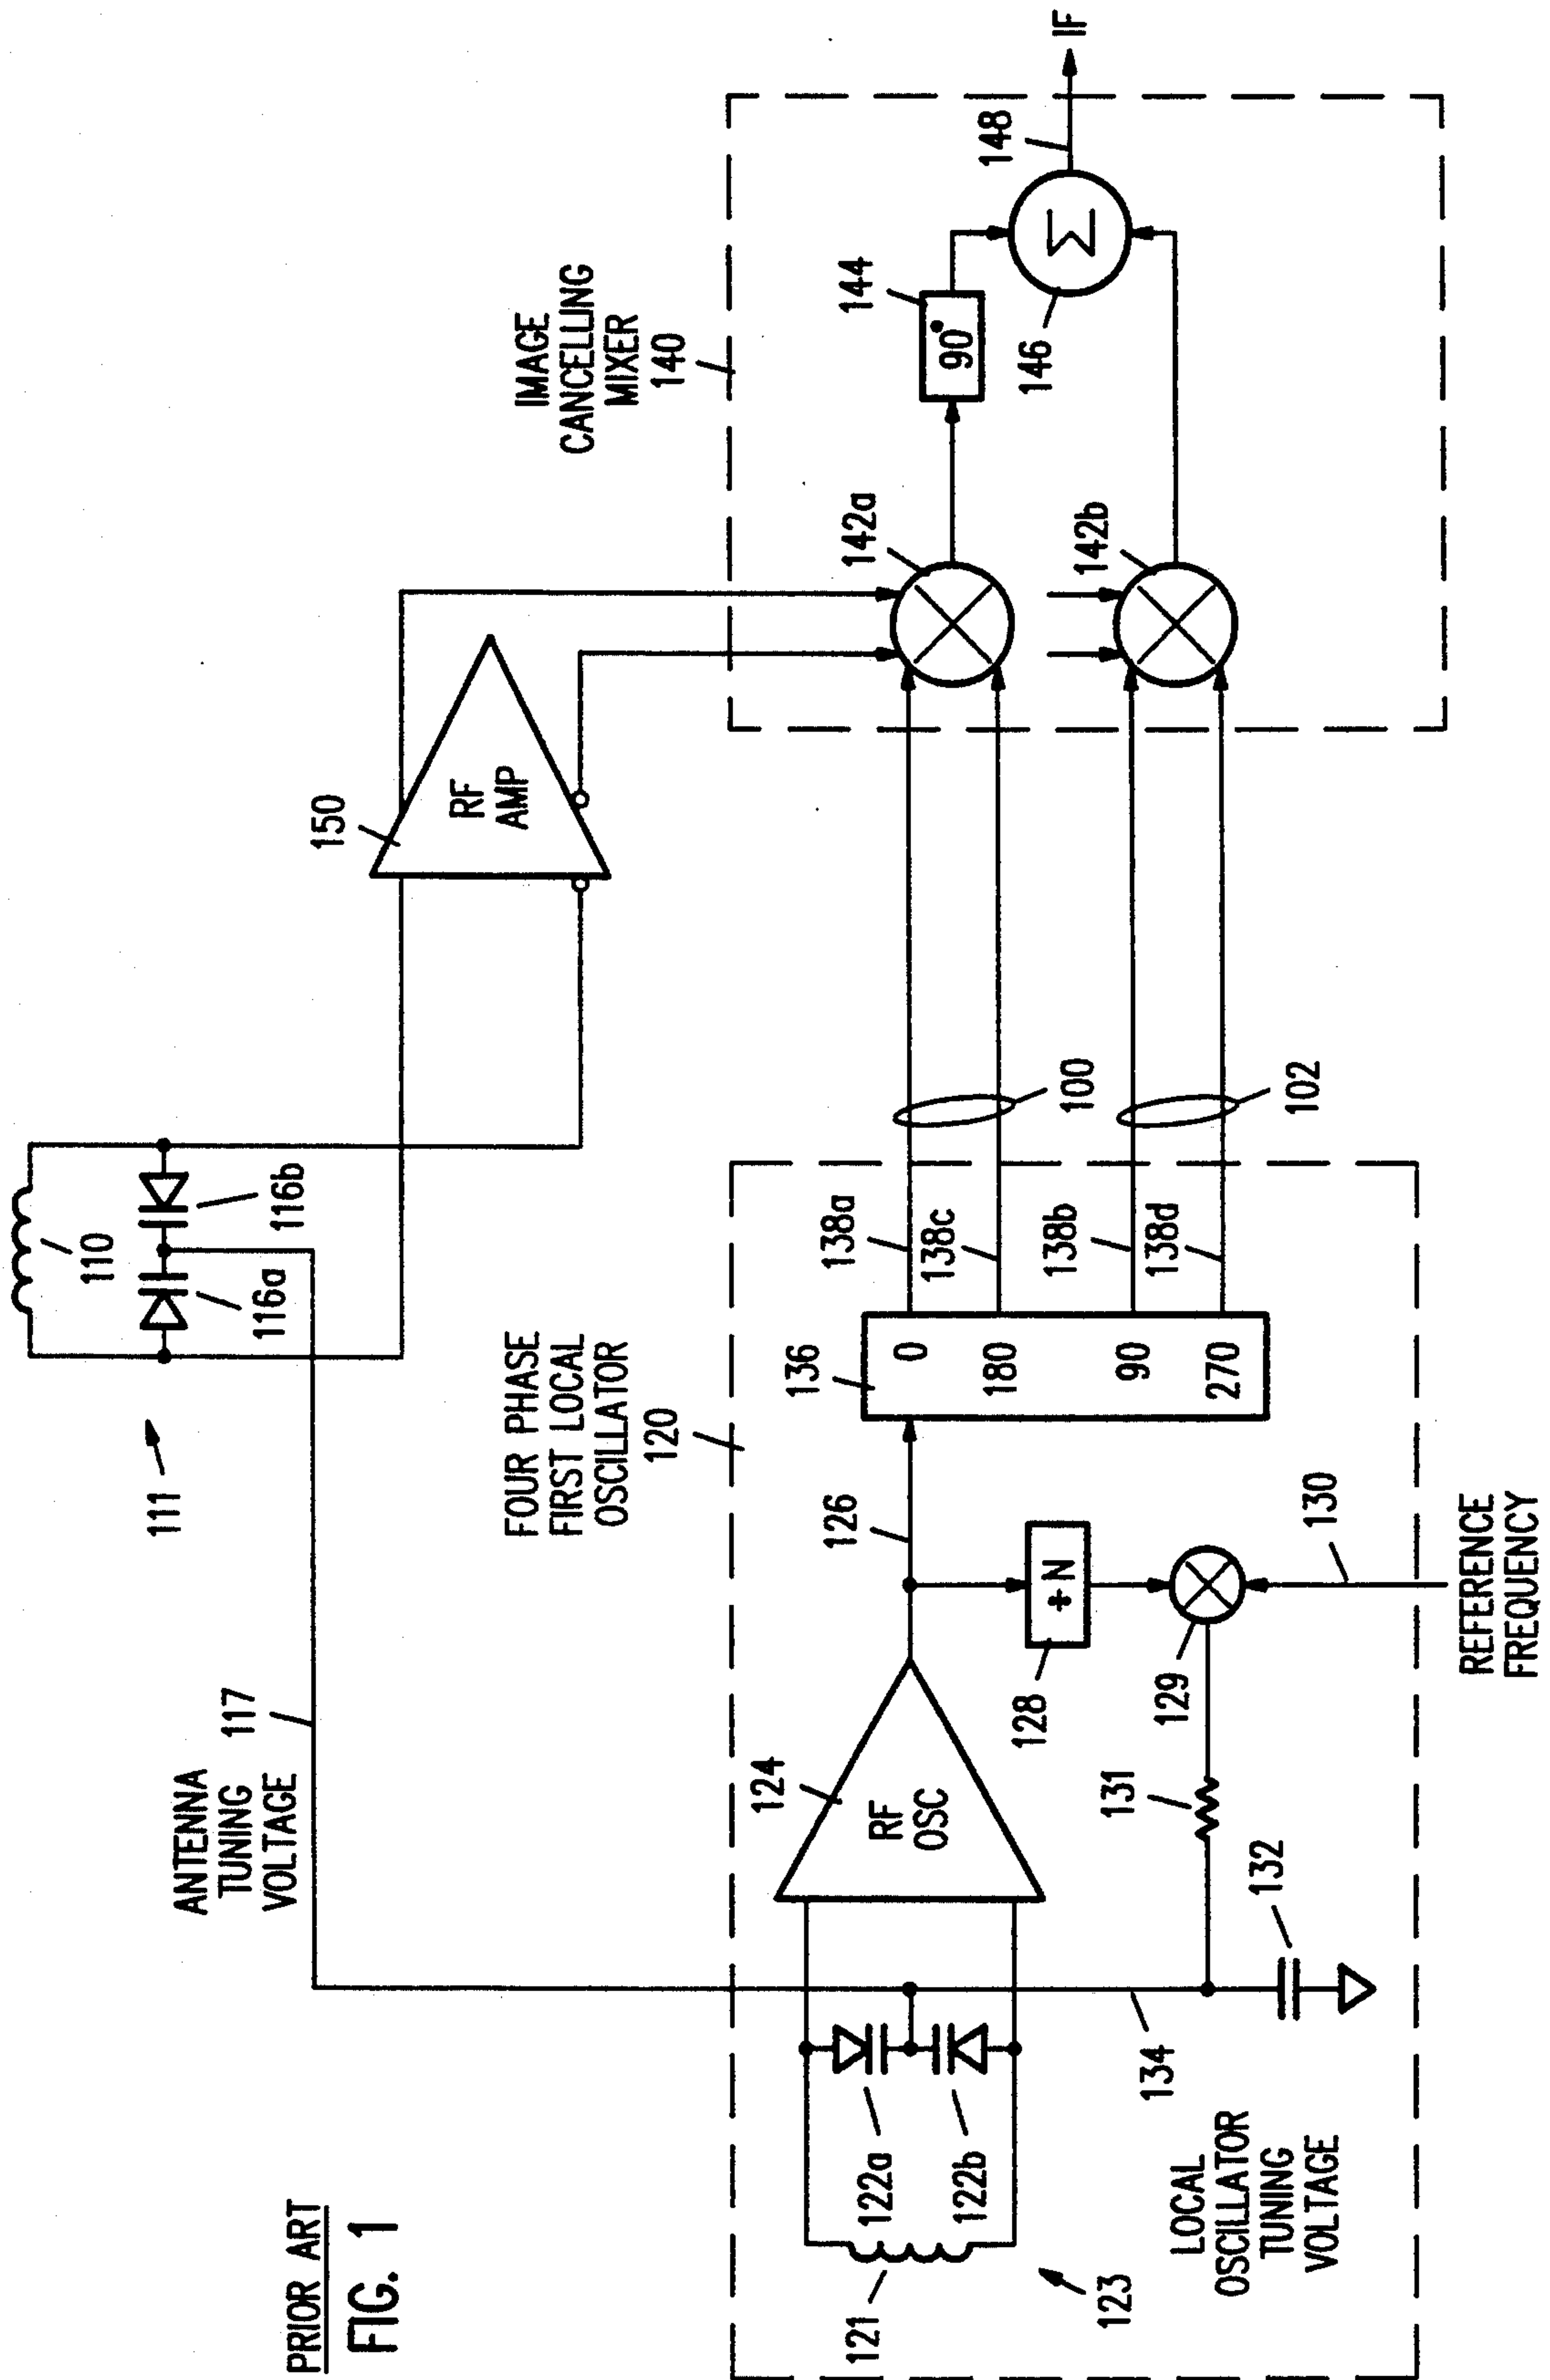 PRIOR ART
FIG. 1
ANTENNA
TUNING
VOLTAGE
117
111
110
116a
116b
150
RF
AMP
IMAGE
CANCELLING
MIXER
140
FOUR PHASE
FIRST LOCAL
OSCILLATOR
120
124
RF
OSC
126
136
0
180
90
270
138a
138c
138b
138d
100
102
142a
142b
144
90°
146
Σ
148
IF
121
122a
122b
123
LOCAL
OSCILLATOR
TUNING
VOLTAGE
134
132
131
129
128
÷N
130
REFERENCE
FREQUENCY